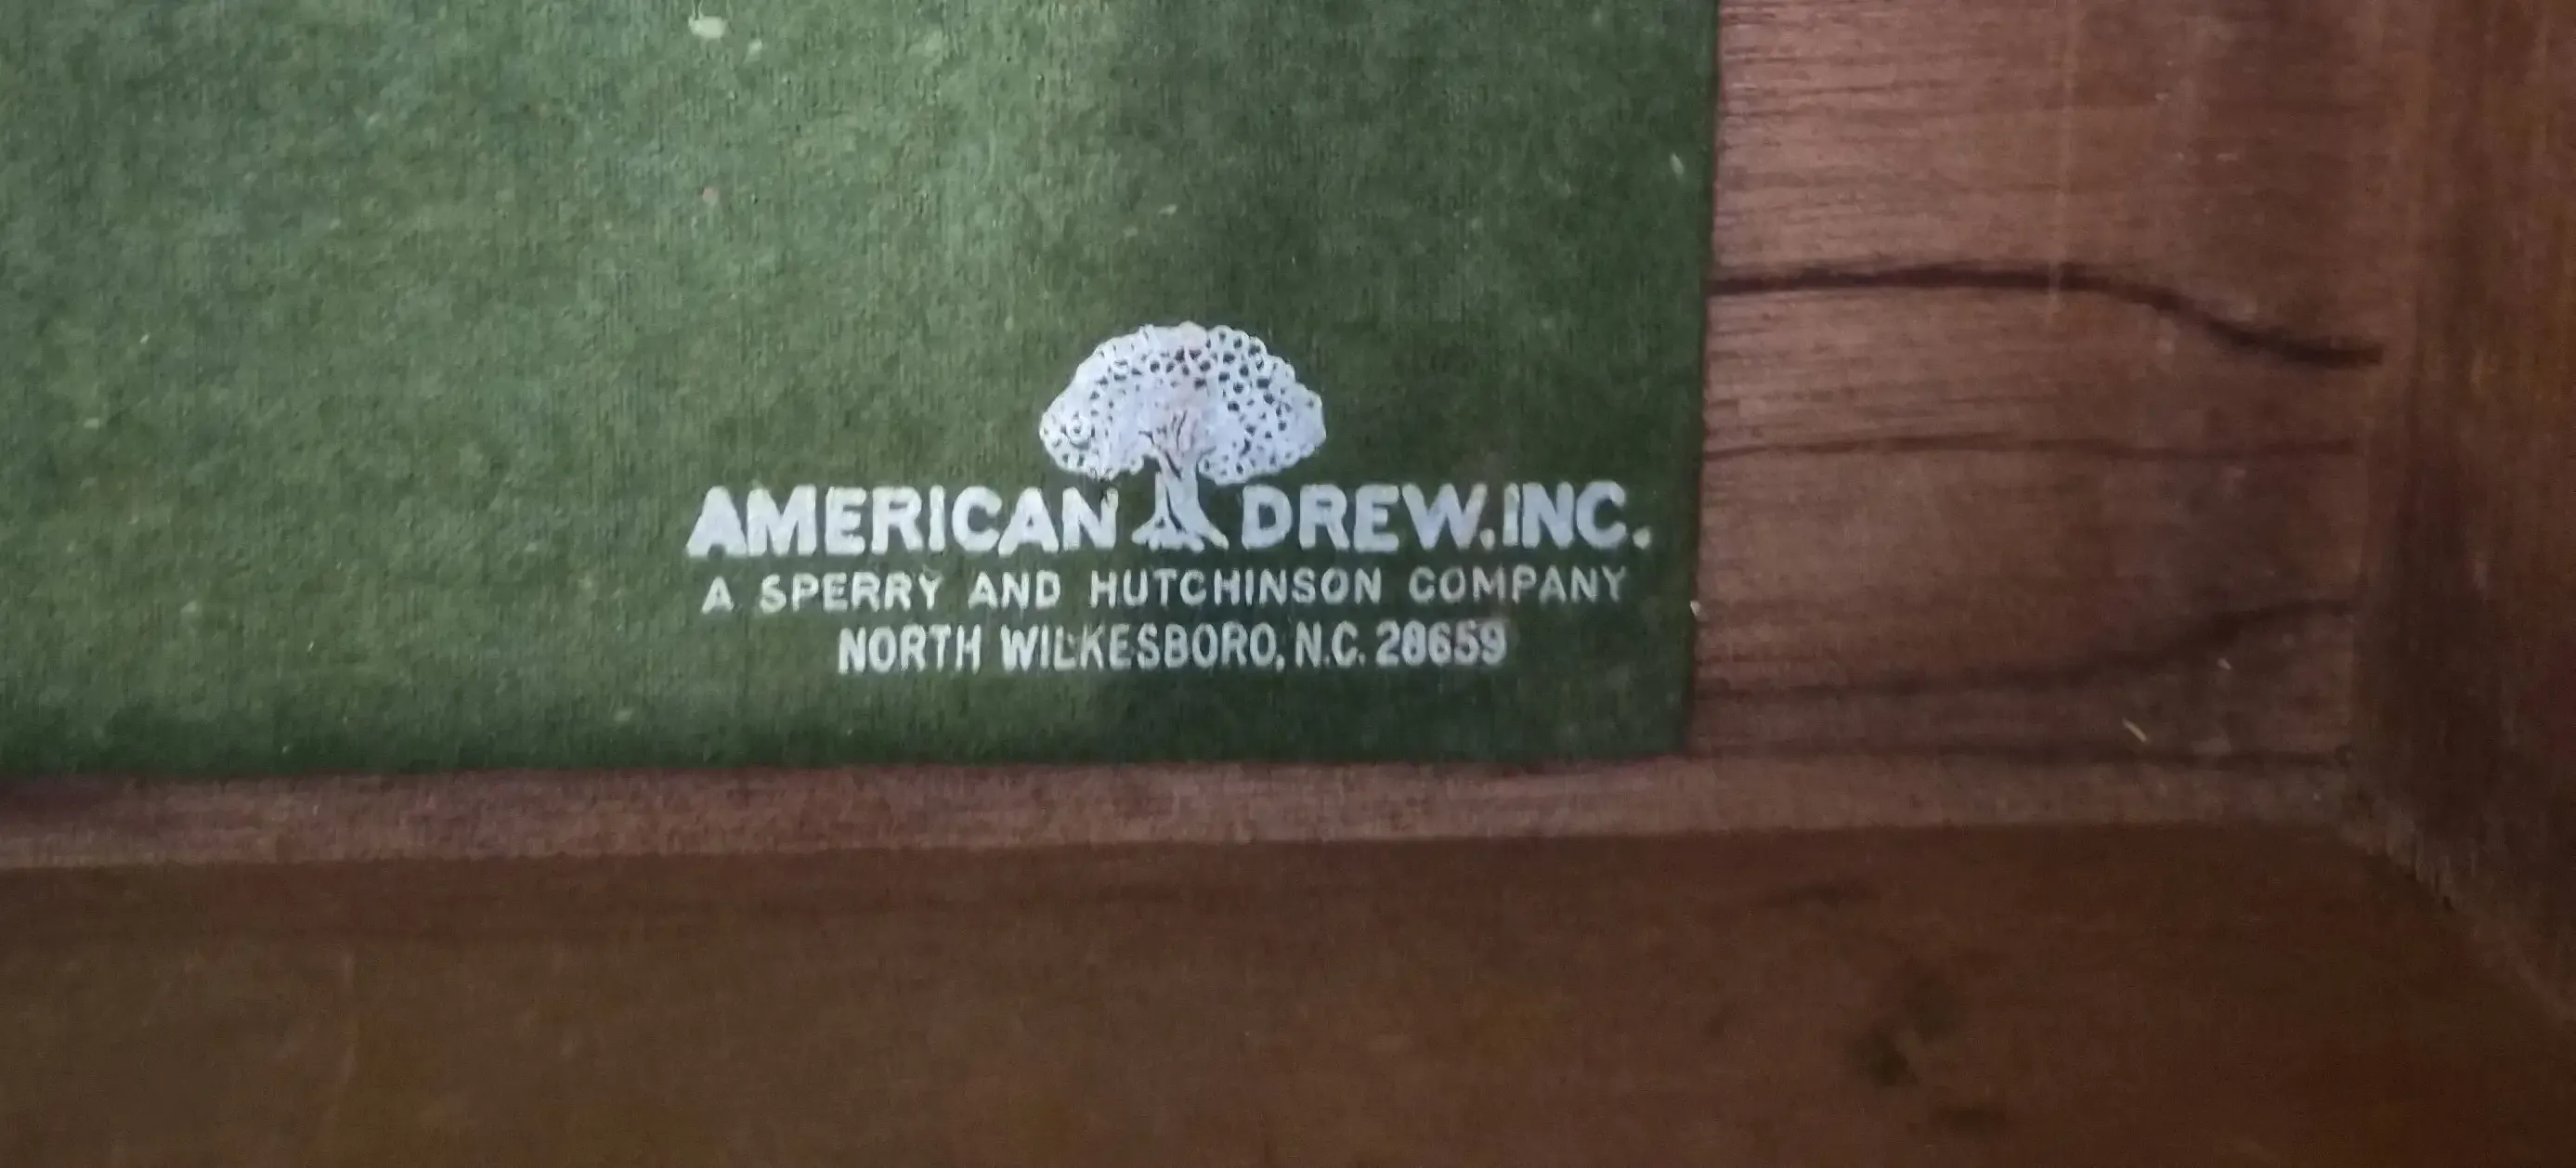 AMERICAN DREW.INC.
A SPERRY AND HUTCHINSON COMPANY
NORTH WILKESBORO, N.C. 28659